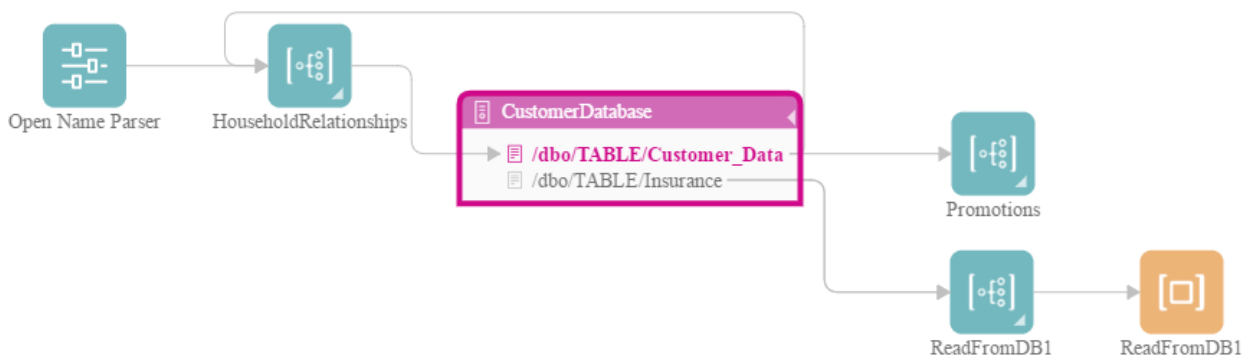 Open Name Parser
HouseholdRelationships
CustomerDatabase
/dbo/TABLE/Customer_Data
/dbo/TABLE/Insurance
Promotions
ReadFromDB1
ReadFromDB1